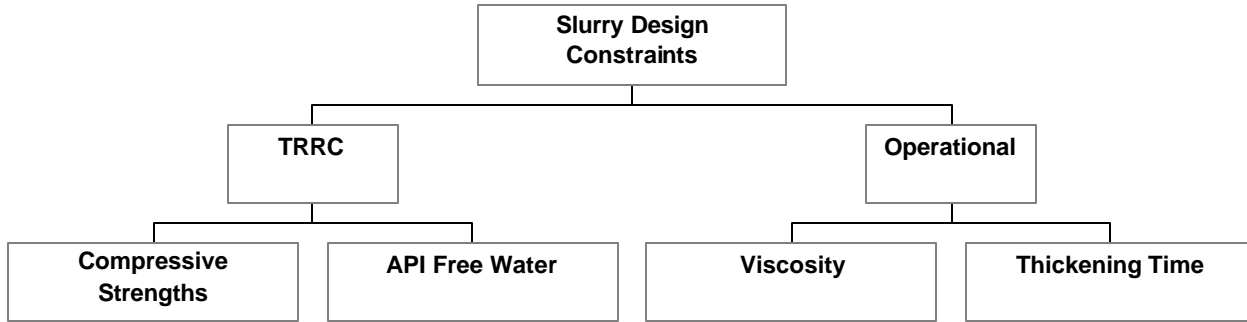 Slurry Design
Constraints
TRRC
Operational
Compressive
Strengths
API Free Water
Viscosity
Thickening Time